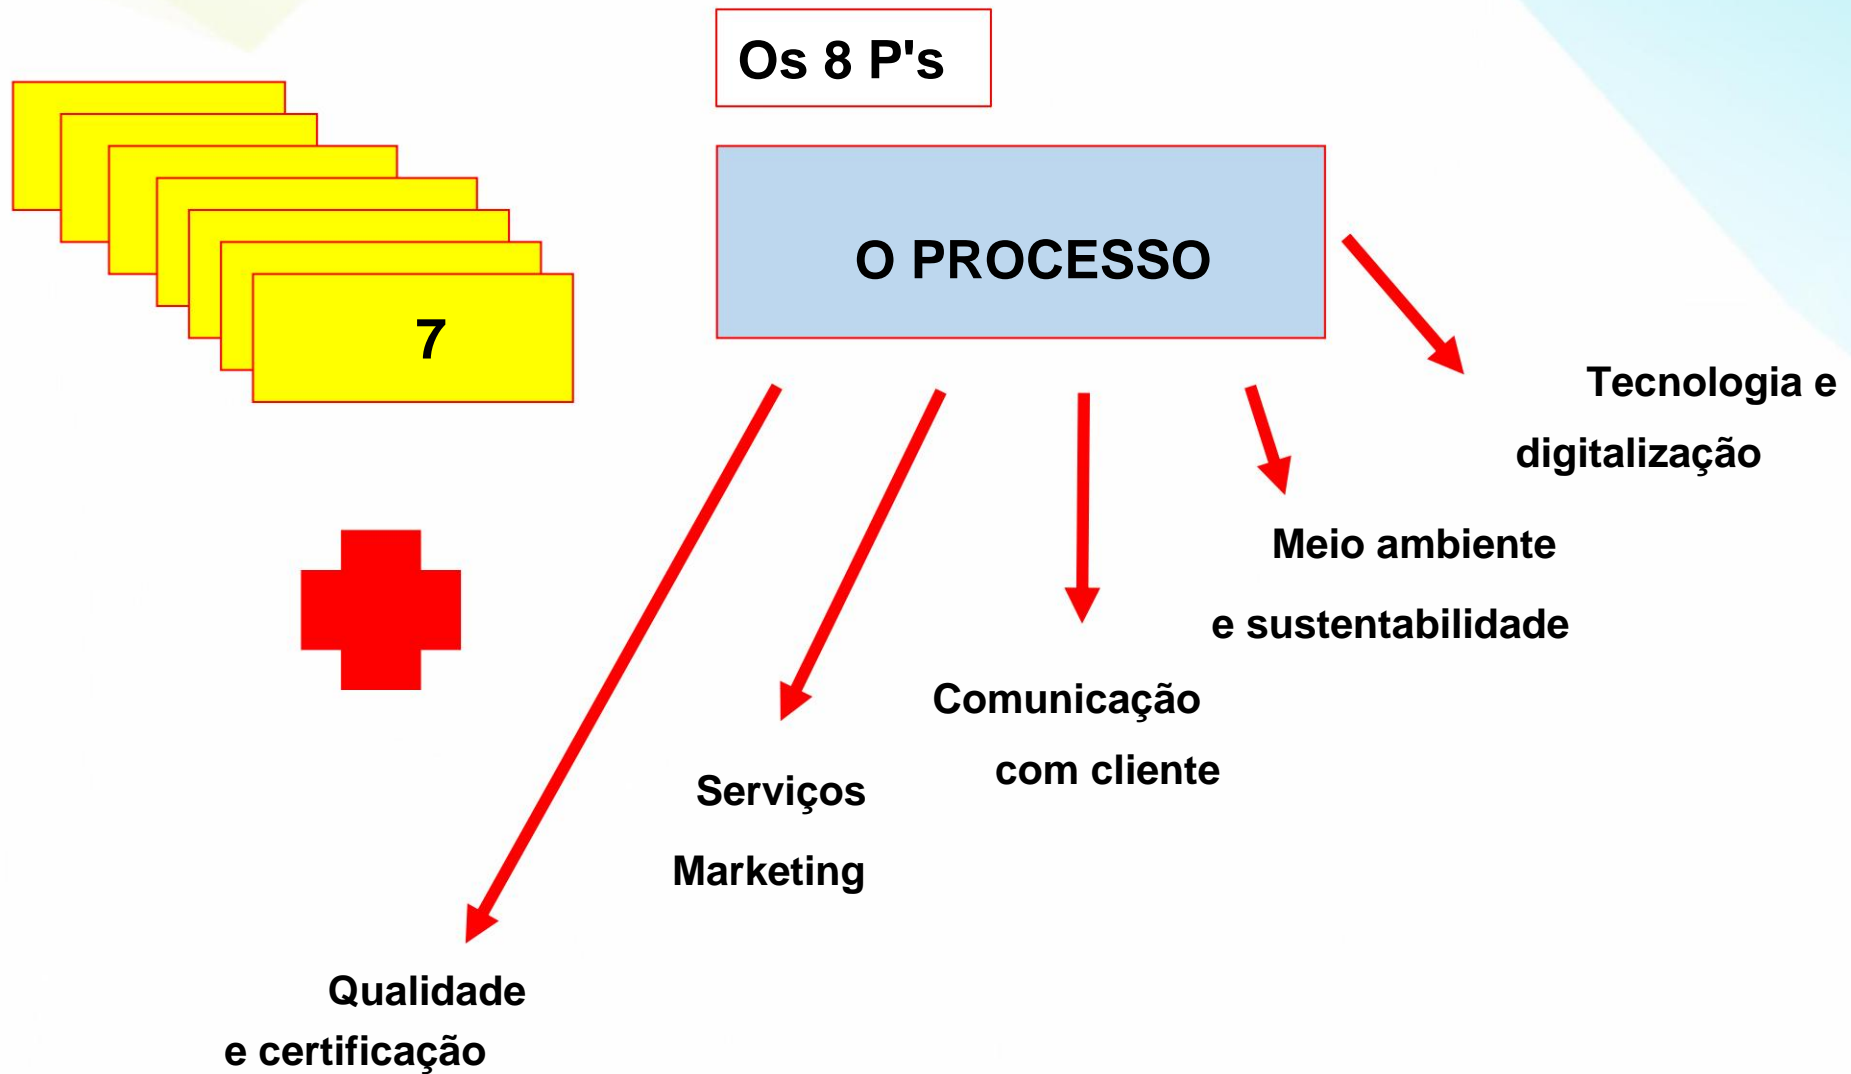 Os 8 P's
O PROCESSO
7
Tecnologia e
digitalização
Meio ambiente
e sustentabilidade
Comunicação
com cliente
Serviços
Marketing
Qualidade
e certificação